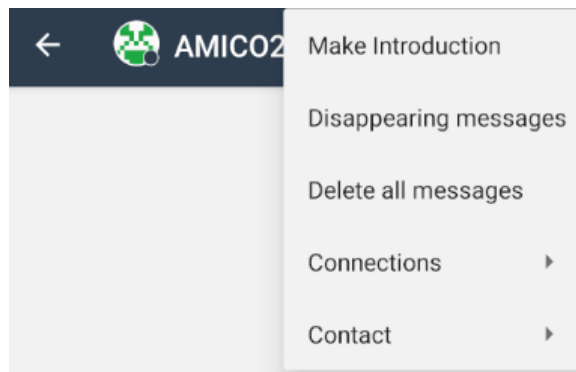 AMICO2
Make Introduction
Disappearing messages
Delete all messages
Connections
Contact